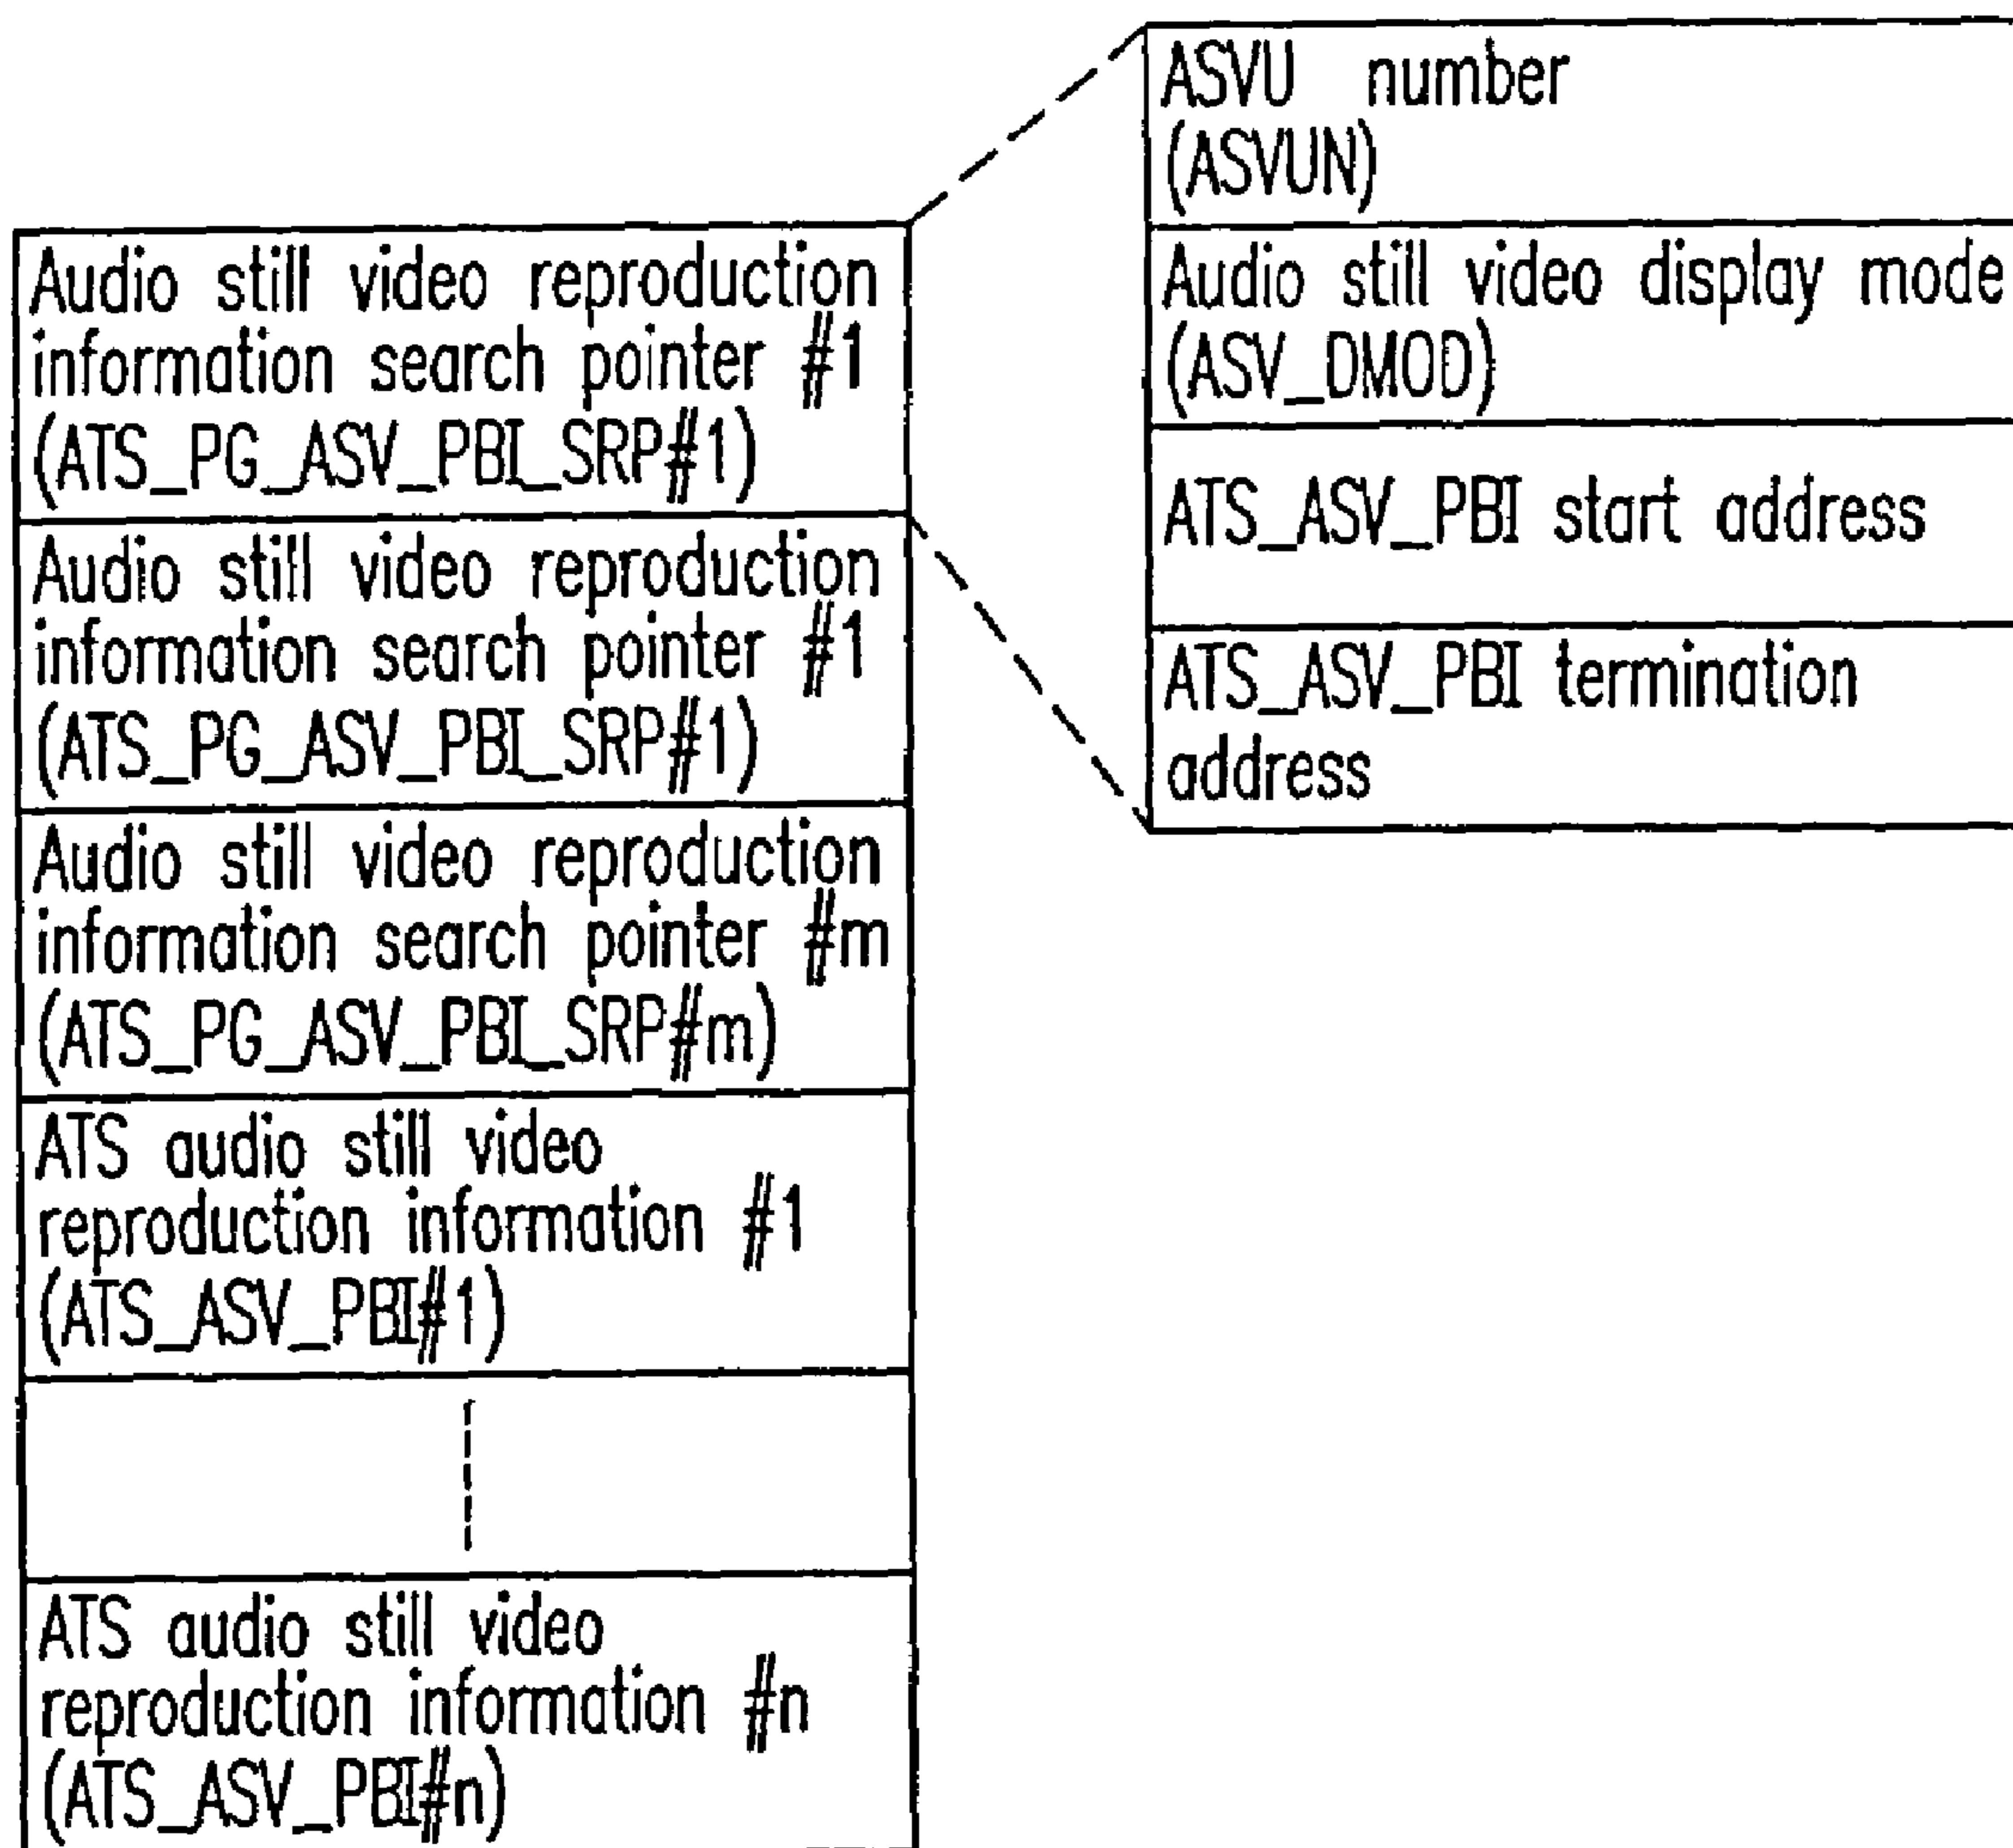 Audio still video reproduction
information search pointer #1
(ATS_PG_ASV_PBI_SRP#1)
Audio still video reproduction
information search pointer #1
(ATS_PG_ASV_PBI_SRP#1)
Audio still video reproduction
information search pointer #m
(ATS_PG_ASV_PBI_SRP#m)
ATS audio still video
reproduction information #1
(ATS_ASV_PBI#1)
ATS audio still video
reproduction information #n
(ATS_ASV_PBI#n)
ASVU number
(ASVUN)
Audio still video display mode
(ASV_DMOD)
ATS_ASV_PBI start address
ATS_ASV_PBI termination
address